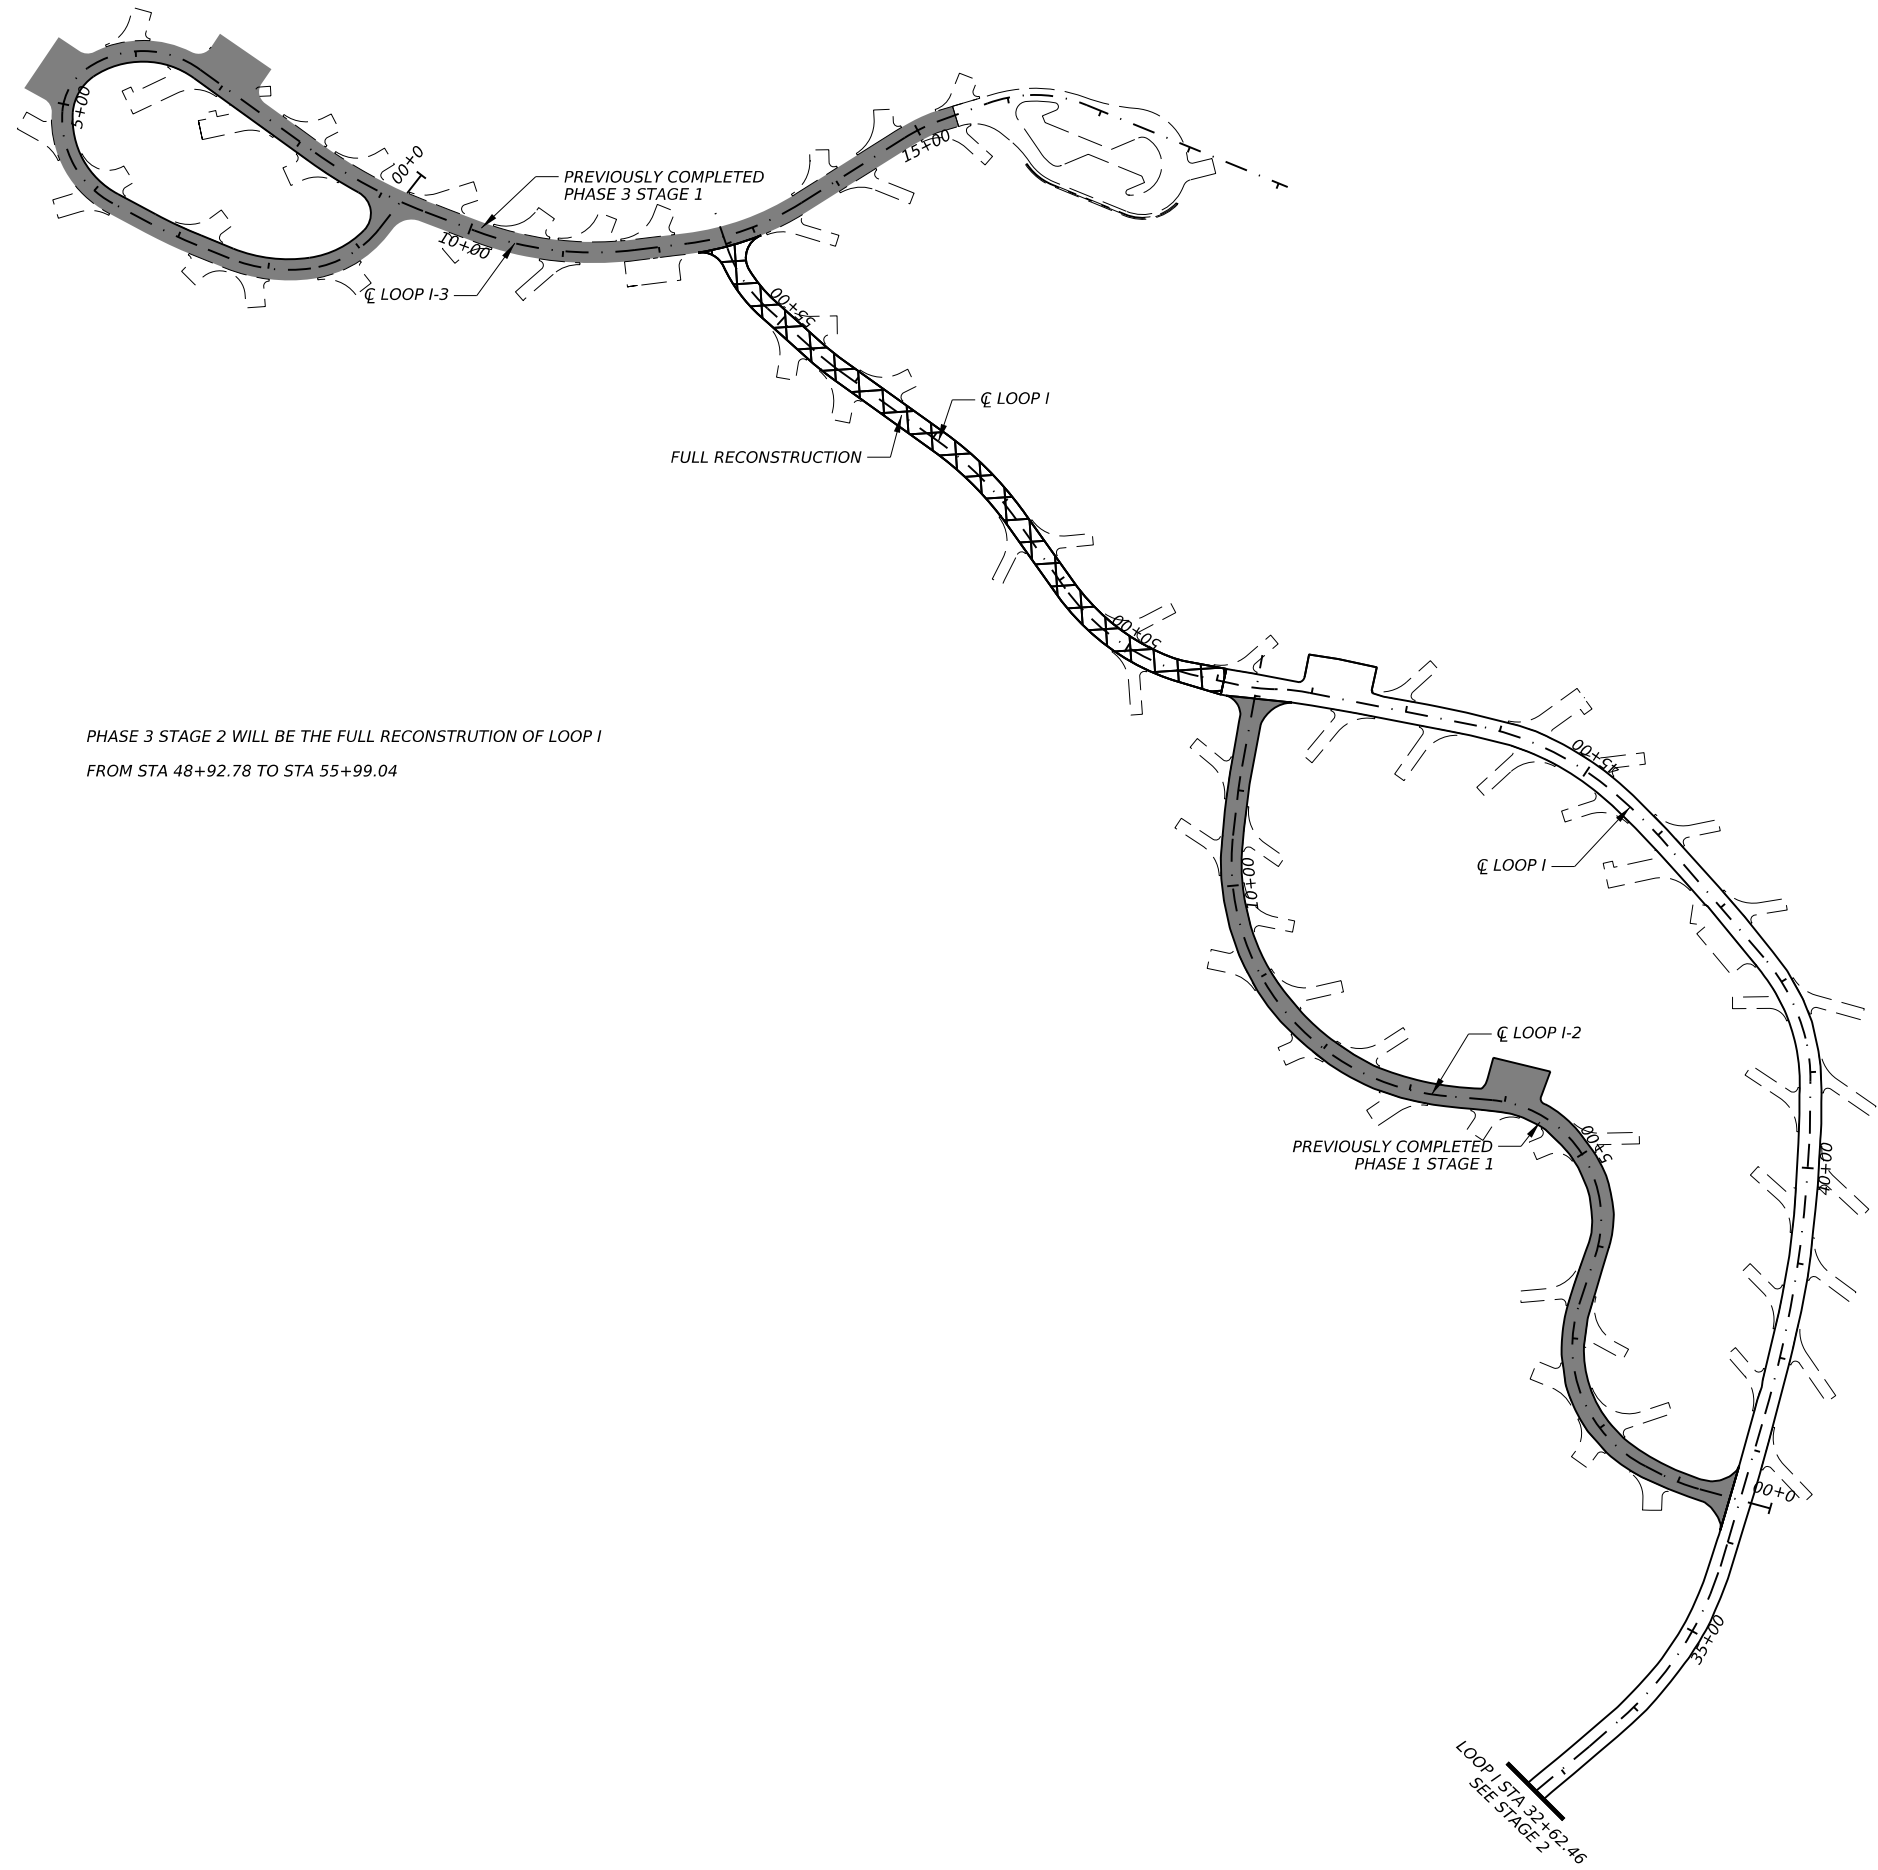 5+00
0+00
PREVIOUSLY COMPLETED
PHASE 3 STAGE 1
15+00
10+00
℄ LOOP I-3
55+00
℄ LOOP I
FULL RECONSTRUCTION
50+00
PHASE 3 STAGE 2 WILL BE THE FULL RECONSTRUTION OF LOOP I
FROM STA 48+92.78 TO STA 55+99.04
45+00
℄ LOOP I
10+00
℄ LOOP I-2
PREVIOUSLY COMPLETED
PHASE 1 STAGE 1
5+00
40+00
0+00
35+00
LOOP I STA 32+62.46
SEE STAGE 2